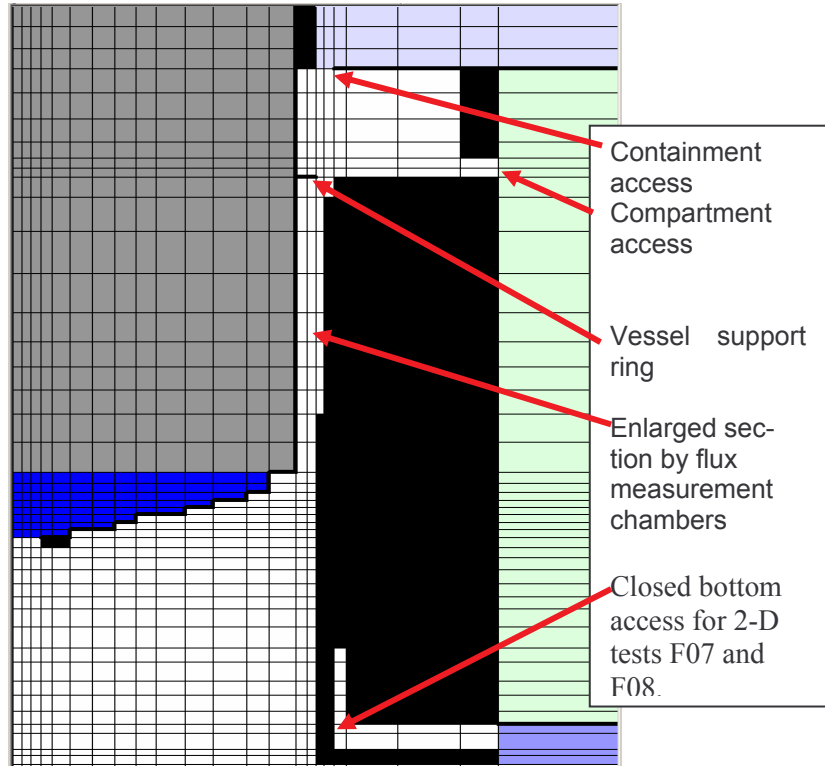 Containment
access
Compartment
access
Vessel support
ring
Enlarged sec-
tion by flux
measurement
chambers
Closed bottom
access for 2-D
tests F07 and
F08.